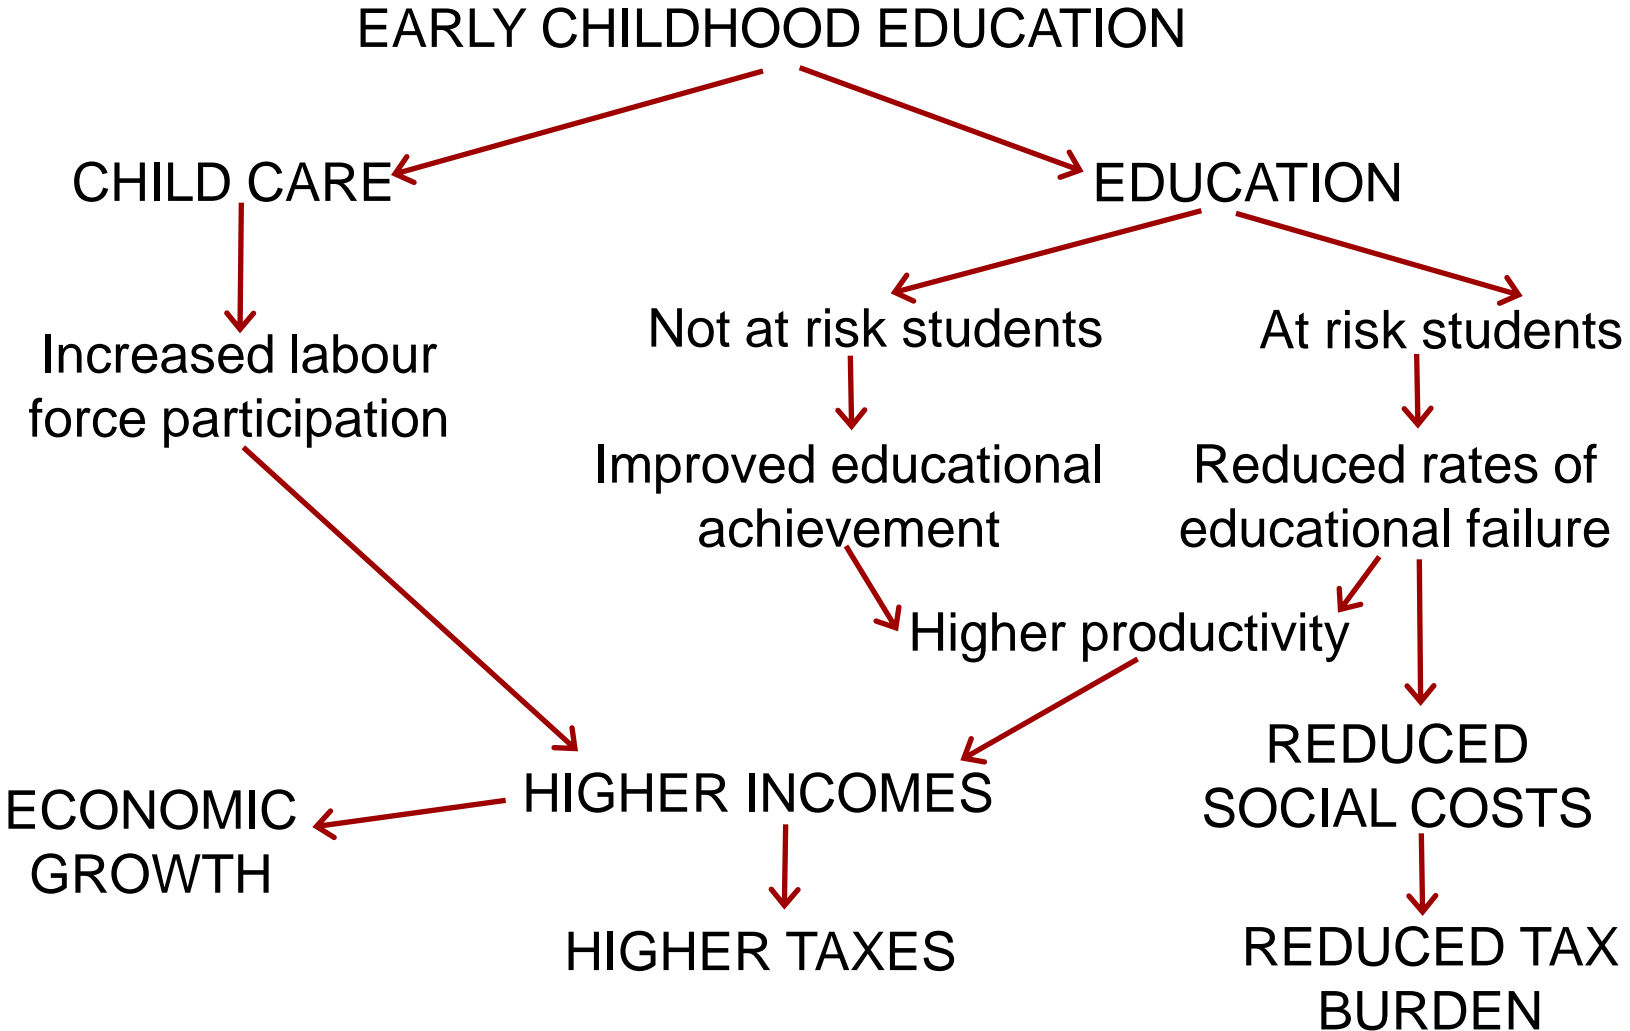 EARLY CHILDHOOD EDUCATION
CHILD CARE
EDUCATION
Increased labour
force participation
Not at risk students
At risk students
Improved educational
achievement
Reduced rates of
educational failure
Higher productivity
HIGHER INCOMES
REDUCED
SOCIAL COSTS
ECONOMIC
GROWTH
HIGHER TAXES
REDUCED TAX
BURDEN